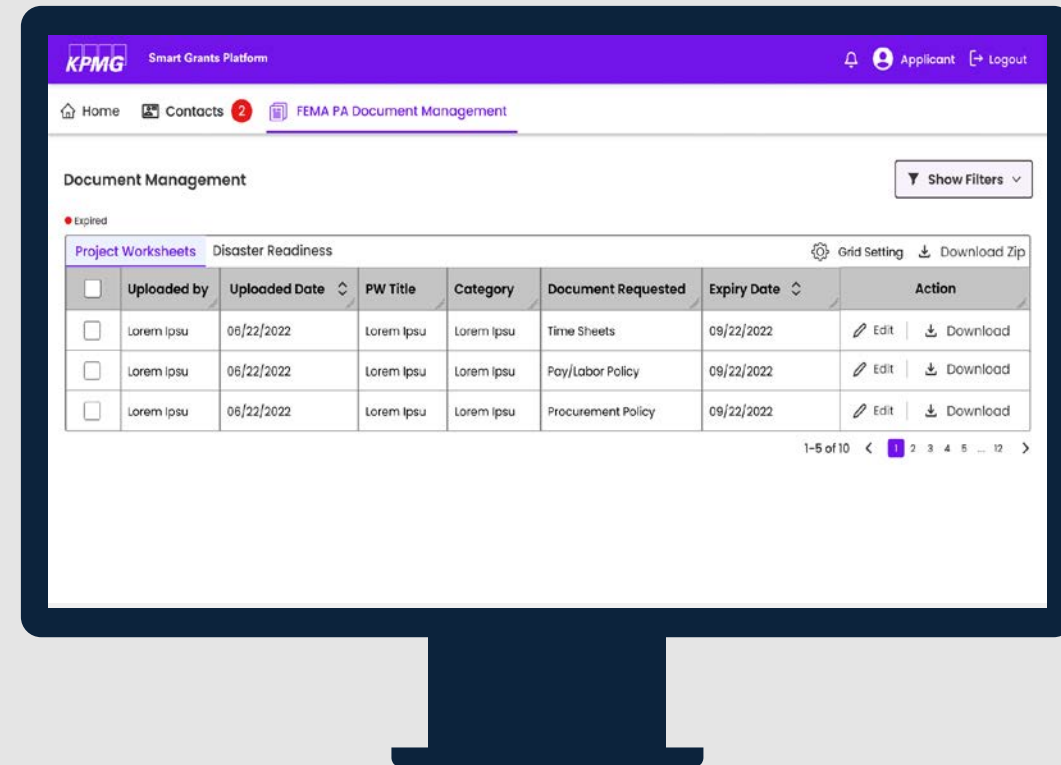 KPMG Smart Grants Platform Applicant Logout
Home Contacts 2 FEMA PA Document Management
Document Management Show Filters
Expired
Project Worksheets Disaster Readiness Grid Setting Download Zip
Uploaded by Uploaded Date PW Title Category Document Requested Expiry Date Action
Lorem Ipsu 06/22/2022 Lorem Ipsu Lorem Ipsu Time Sheets 09/22/2022 Edit Download
Lorem Ipsu 06/22/2022 Lorem Ipsu Lorem Ipsu Pay/Labor Policy 09/22/2022 Edit Download
Lorem Ipsu 06/22/2022 Lorem Ipsu Lorem Ipsu Procurement Policy 09/22/2022 Edit Download
1-5 of 10 < 1 2 3 4 5 ... 12 >